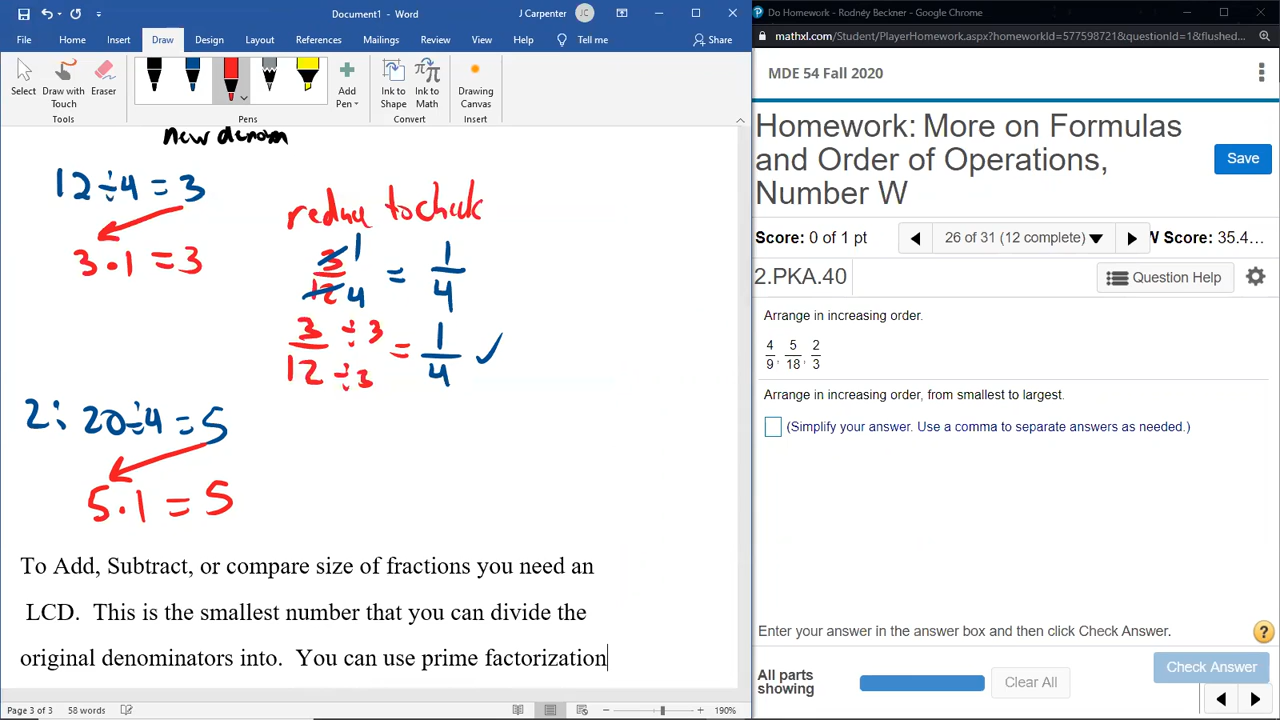 Document1 - Word
J Carpenter
JC
File
Home
Insert
Draw
Design
Layout
References
Mailings
Review
View
Help
Tell me
Share
Select
Draw with
Touch
Eraser
Tools
Pens
Add
Pen
Ink to
Shape
Ink to
Math
Convert
Drawing
Canvas
Insert
new denom
12÷4=3
3·1=3
reduce to check
3/12 1/4 = 1/4
3÷3/12÷3 = 1/4 ✓
2: 20÷4=5
5·1=5
To Add, Subtract, or compare size of fractions you need an
LCD. This is the smallest number that you can divide the
original denominators into. You can use prime factorization
Page 3 of 3
58 words
190%
Do Homework - Rodney Beckner - Google Chrome
mathxl.com/Student/PlayerHomework.aspx?homeworkId=577598721&questionId=1&flushed...
MDE 54 Fall 2020
Homework: More on Formulas
and Order of Operations,
Number W
Save
Score: 0 of 1 pt
26 of 31 (12 complete)
W Score: 35.4...
2.PKA.40
Question Help
Arrange in increasing order.
4/9, 5/18, 2/3
Arrange in increasing order, from smallest to largest.
(Simplify your answer. Use a comma to separate answers as needed.)
Enter your answer in the answer box and then click Check Answer.
?
All parts
showing
Clear All
Check Answer